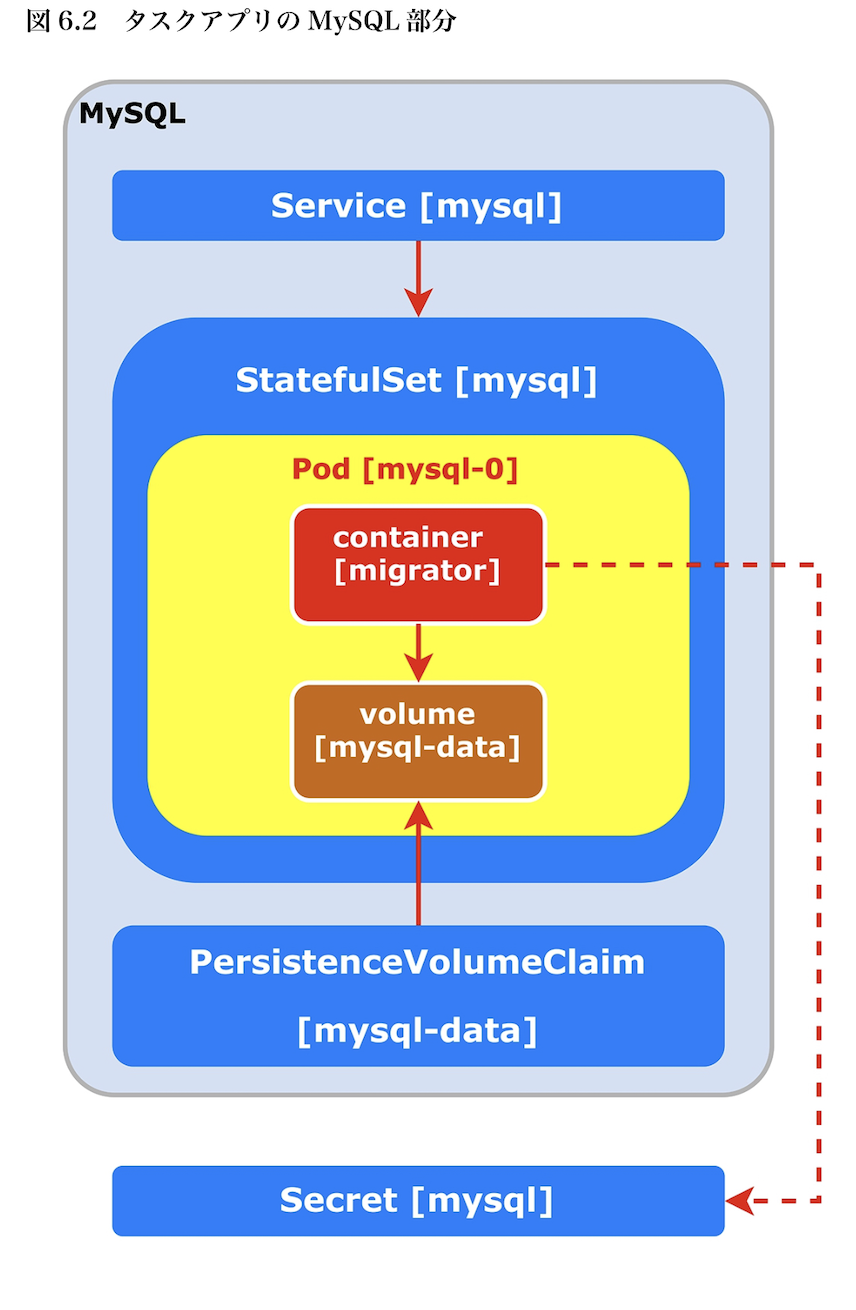 図 6.2　タスクアプリの MySQL 部分
MySQL
Service [mysql]
StatefulSet [mysql]
Pod [mysql-0]
container
[migrator]
volume
[mysql-data]
PersistenceVolumeClaim
[mysql-data]
Secret [mysql]